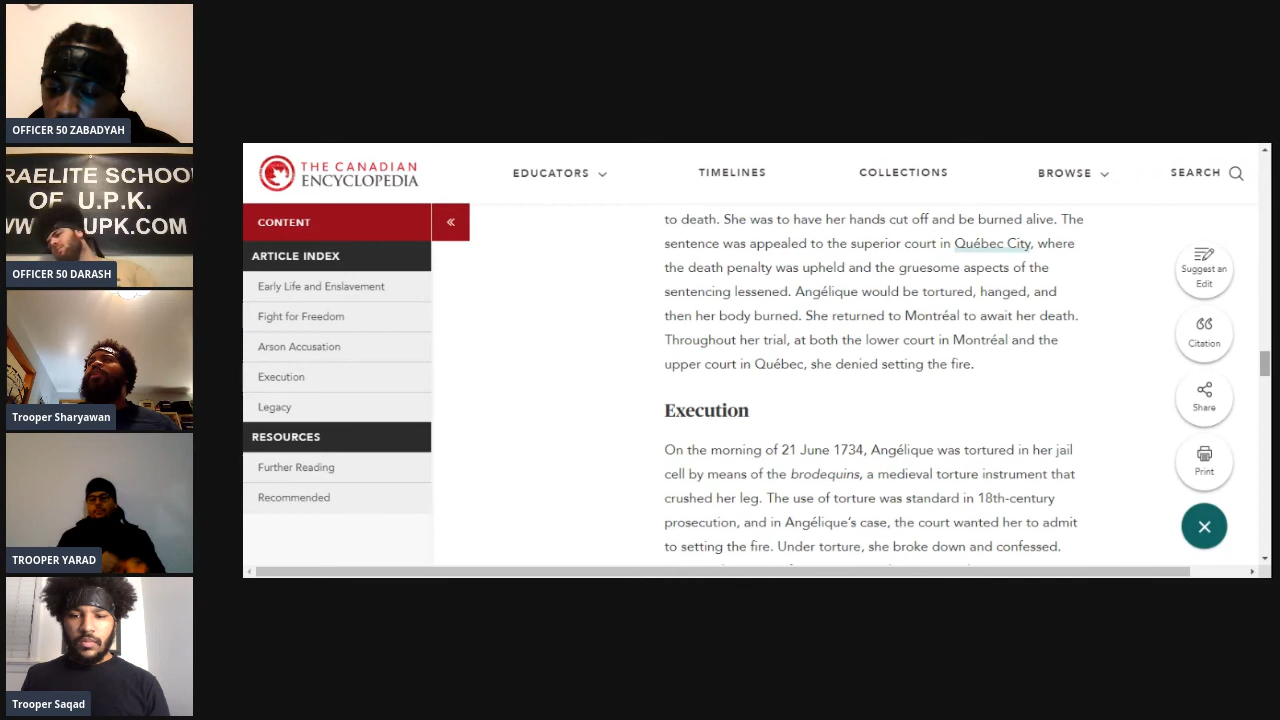 OFFICER 50 ZABADYAH
RAELITE SCHOO
OF U.P.K.
UPK.COM
OFFICER 50 DARASH
Trooper Sharyawan
TROOPER YARAD
Trooper Saqad
THE CANADIAN
ENCYCLOPEDIA
EDUCATORS
TIMELINES
COLLECTIONS
BROWSE
SEARCH
CONTENT
«
ARTICLE INDEX
Early Life and Enslavement
Fight for Freedom
Arson Accusation
Execution
Legacy
RESOURCES
Further Reading
Recommended
to death. She was to have her hands cut off and be burned alive. The
sentence was appealed to the superior court in Québec City, where
the death penalty was upheld and the gruesome aspects of the
sentencing lessened. Angélique would be tortured, hanged, and
then her body burned. She returned to Montréal to await her death.
Throughout her trial, at both the lower court in Montréal and the
upper court in Québec, she denied setting the fire.
Execution
On the morning of 21 June 1734, Angélique was tortured in her jail
cell by means of the brodequins, a medieval torture instrument that
crushed her leg. The use of torture was standard in 18th-century
prosecution, and in Angélique's case, the court wanted her to admit
to setting the fire. Under torture, she broke down and confessed.
Suggest an
Edit
Citation
Share
Print